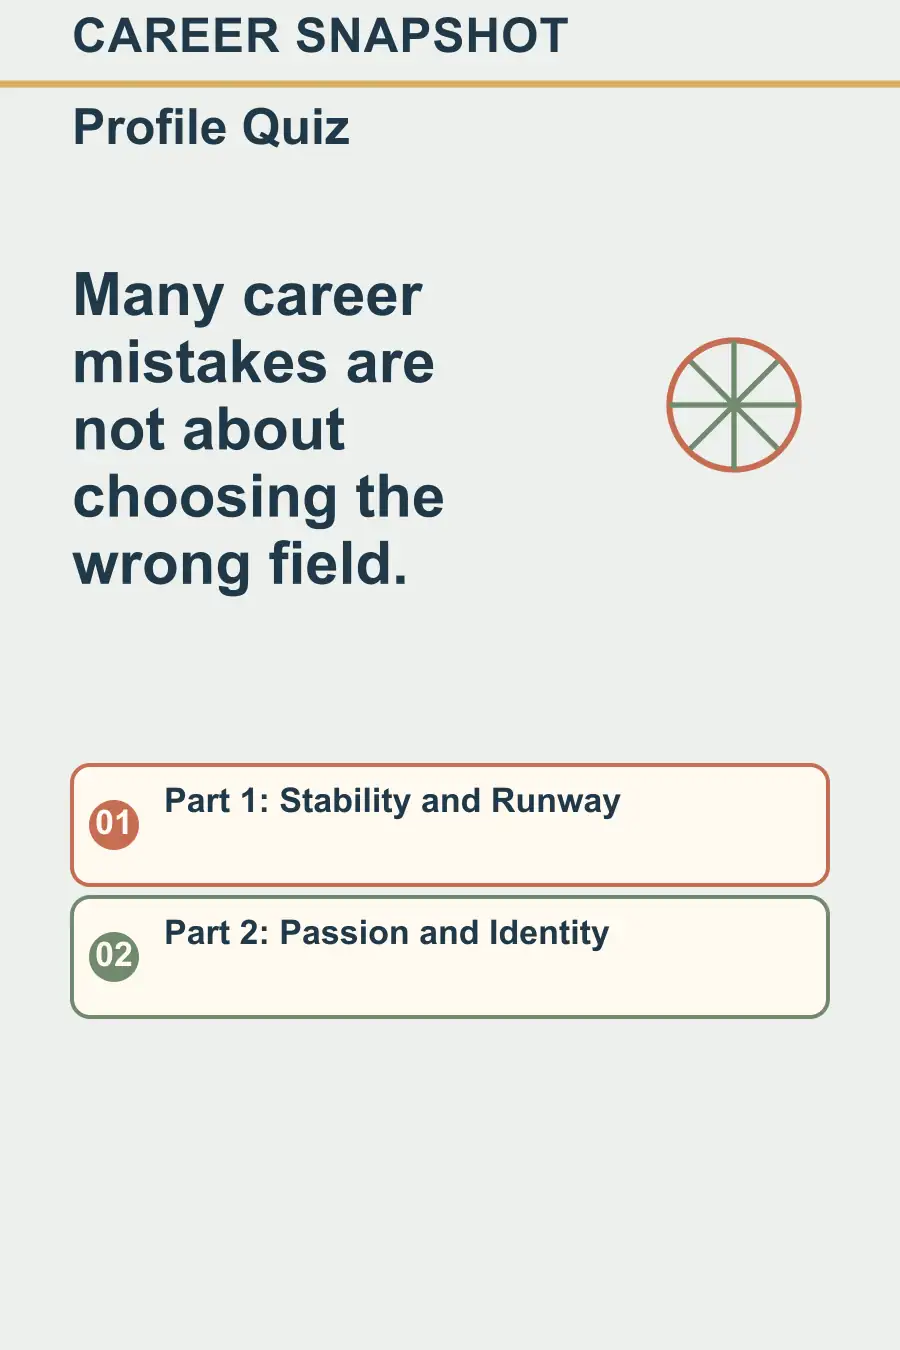 CAREER SNAPSHOT
Profile Quiz
Many career
mistakes are
not about
choosing the
wrong field.
01
Part 1: Stability and Runway
02
Part 2: Passion and Identity